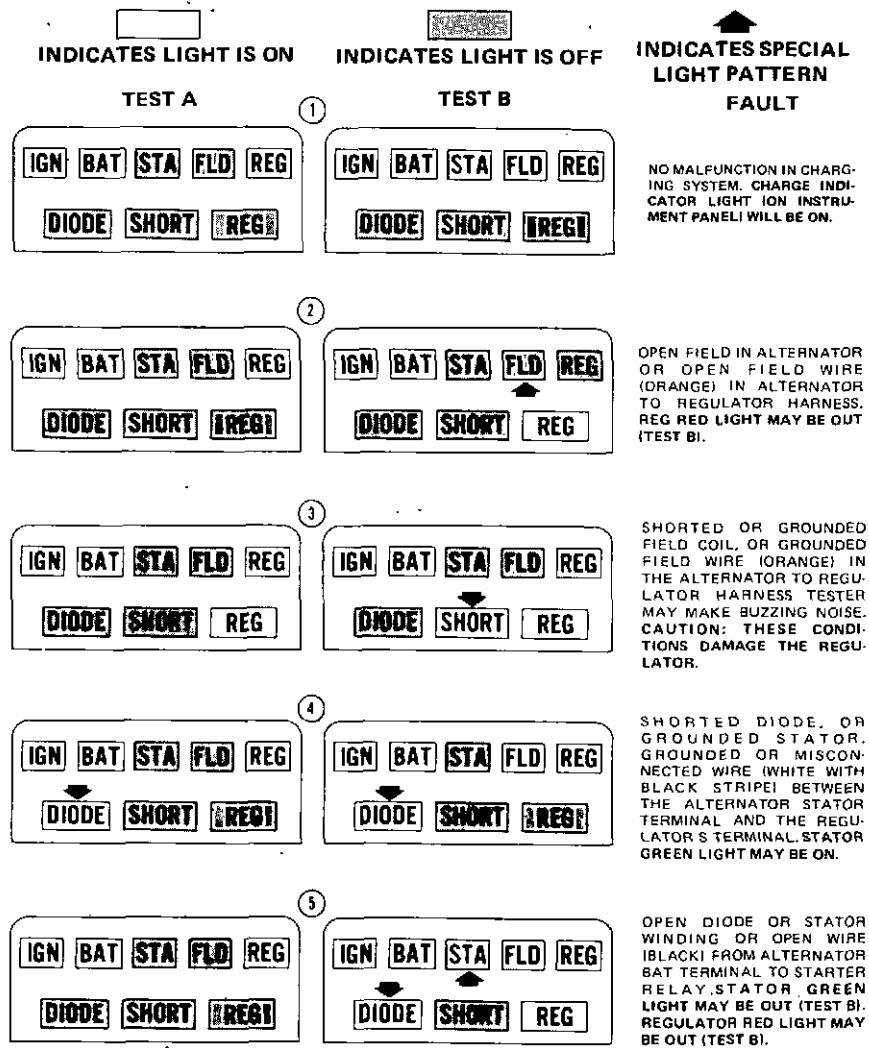 INDICATES LIGHT IS ON
INDICATES LIGHT IS OFF
INDICATES SPECIAL
LIGHT PATTERN
TEST A
TEST B
FAULT
1
IGN BAT STA FLD REG
DIODE SHORT REG
IGN BAT STA FLD REG
DIODE SHORT REG
NO MALFUNCTION IN CHARG-
ING SYSTEM. CHARGE INDI-
CATOR LIGHT (ON INSTRU-
MENT PANEL) WILL BE ON.
2
IGN BAT STA FLD REG
DIODE SHORT REG
IGN BAT STA FLD REG
DIODE SHORT REG
OPEN FIELD IN ALTERNATOR
OR OPEN FIELD WIRE
(ORANGE) IN ALTERNATOR
TO REGULATOR HARNESS.
REG RED LIGHT MAY BE OUT
(TEST B).
3
IGN BAT STA FLD REG
DIODE SHORT REG
IGN BAT STA FLD REG
DIODE SHORT REG
SHORTED OR GROUNDED
FIELD COIL, OR GROUNDED
FIELD WIRE (ORANGE) IN
THE ALTERNATOR TO REGU-
LATOR HARNESS TESTER
MAY MAKE BUZZING NOISE.
CAUTION: THESE CONDI-
TIONS DAMAGE THE REGU-
LATOR.
4
IGN BAT STA FLD REG
DIODE SHORT REG
IGN BAT STA FLD REG
DIODE SHORT REG
SHORTED DIODE, OR
GROUNDED STATOR.
GROUNDED OR MISCON-
NECTED WIRE (WHITE WITH
BLACK STRIPE) BETWEEN
THE ALTERNATOR STATOR
TERMINAL AND THE REGU-
LATOR S TERMINAL. STATOR
GREEN LIGHT MAY BE ON.
5
IGN BAT STA FLD REG
DIODE SHORT REG
IGN BAT STA FLD REG
DIODE SHORT REG
OPEN DIODE OR STATOR
WINDING OR OPEN WIRE
(BLACK) FROM ALTERNATOR
BAT TERMINAL TO STARTER
RELAY. STATOR GREEN
LIGHT MAY BE OUT (TEST B).
REGULATOR RED LIGHT MAY
BE OUT (TEST B).